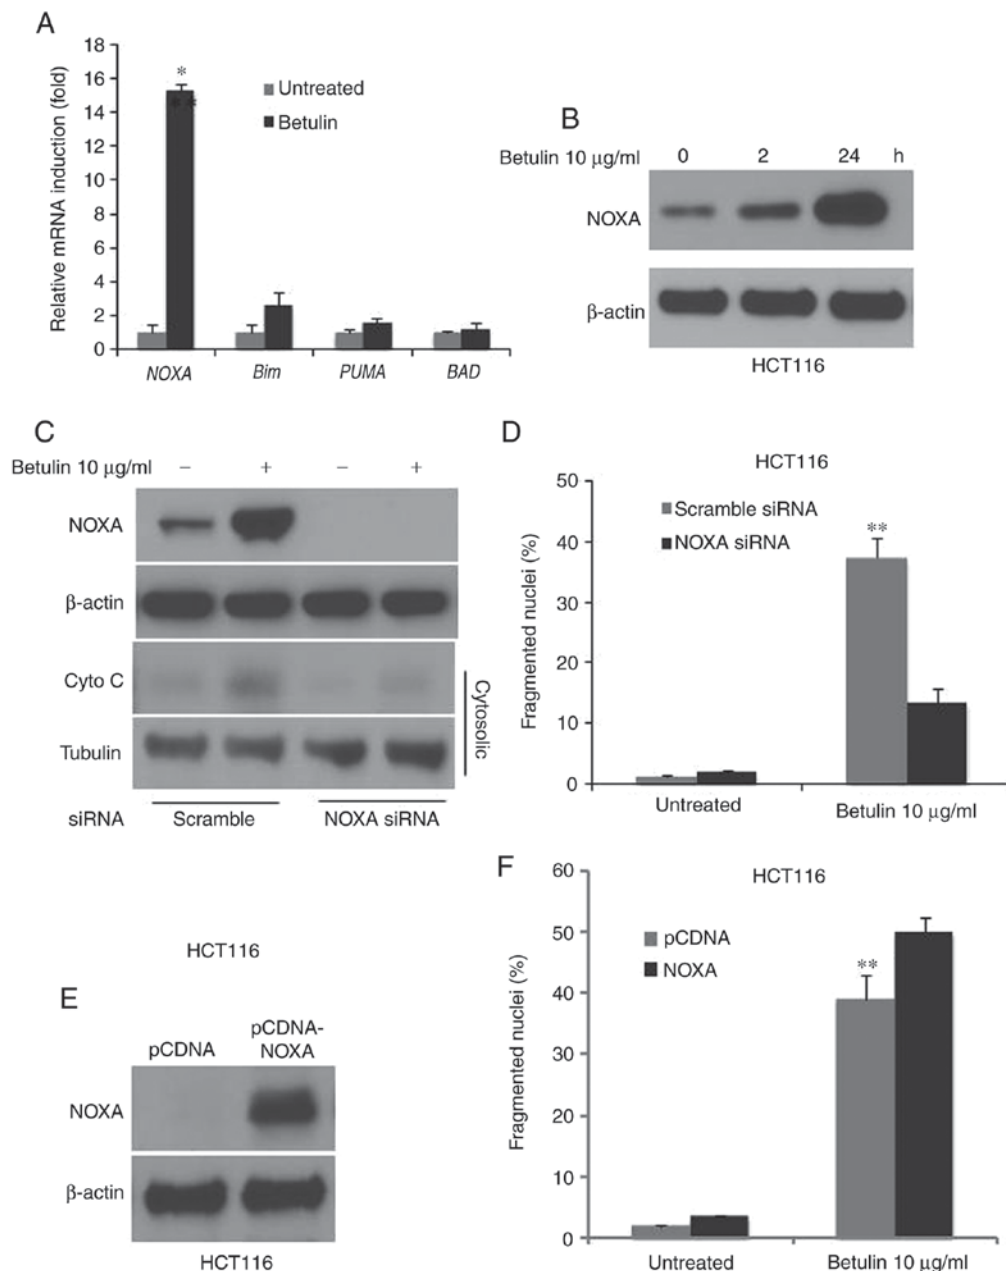 A
Relative mRNA induction (fold)
18
16
14
12
10
8
6
4
2
0
*
**
Untreated
Betulin
NOXA Bim PUMA BAD
B
Betulin 10 µg/ml 0 2 24 h
NOXA
β-actin
HCT116
C
Betulin 10 µg/ml − + − +
NOXA
β-actin
Cyto C
Tubulin
Cytosolic
siRNA Scramble NOXA siRNA
D
HCT116
Fragmented nuclei (%)
50
40
30
20
10
0
Scramble siRNA
NOXA siRNA
**
Untreated Betulin 10 µg/ml
HCT116
E
pCDNA pCDNA-
NOXA
NOXA
β-actin
HCT116
F
HCT116
Fragmented nuclei (%)
60
50
40
30
20
10
0
pCDNA
NOXA
**
Untreated Betulin 10 µg/ml